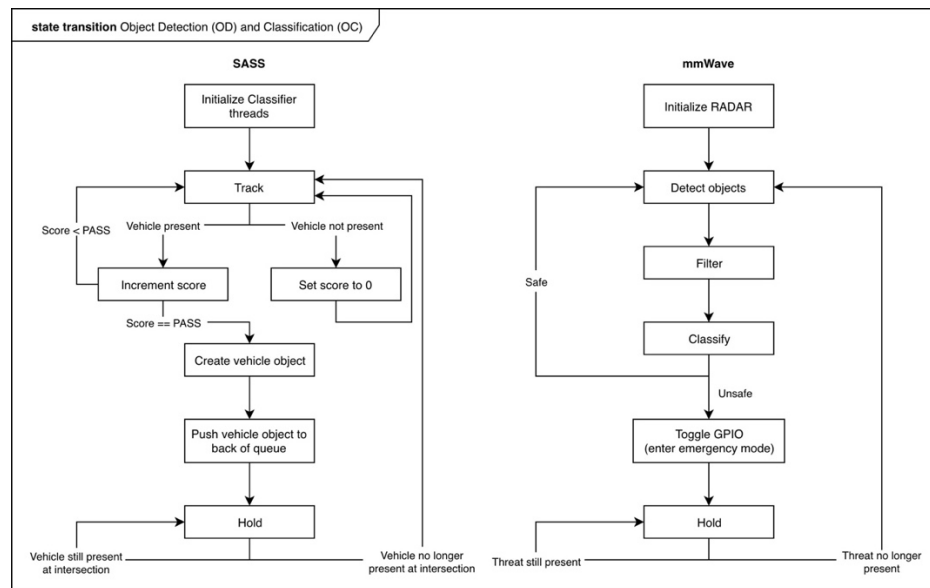 state transition Object Detection (OD) and Classification (OC)
SASS
Initialize Classifier
threads
Track
Score < PASS
Vehicle present
Vehicle not present
Increment score
Set score to 0
Score == PASS
Create vehicle object
Push vehicle object to
back of queue
Hold
Vehicle still present
at intersection
Vehicle no longer
present at intersection
mmWave
Initialize RADAR
Detect objects
Filter
Safe
Classify
Unsafe
Toggle GPIO
(enter emergency mode)
Hold
Threat still present
Threat no longer
present